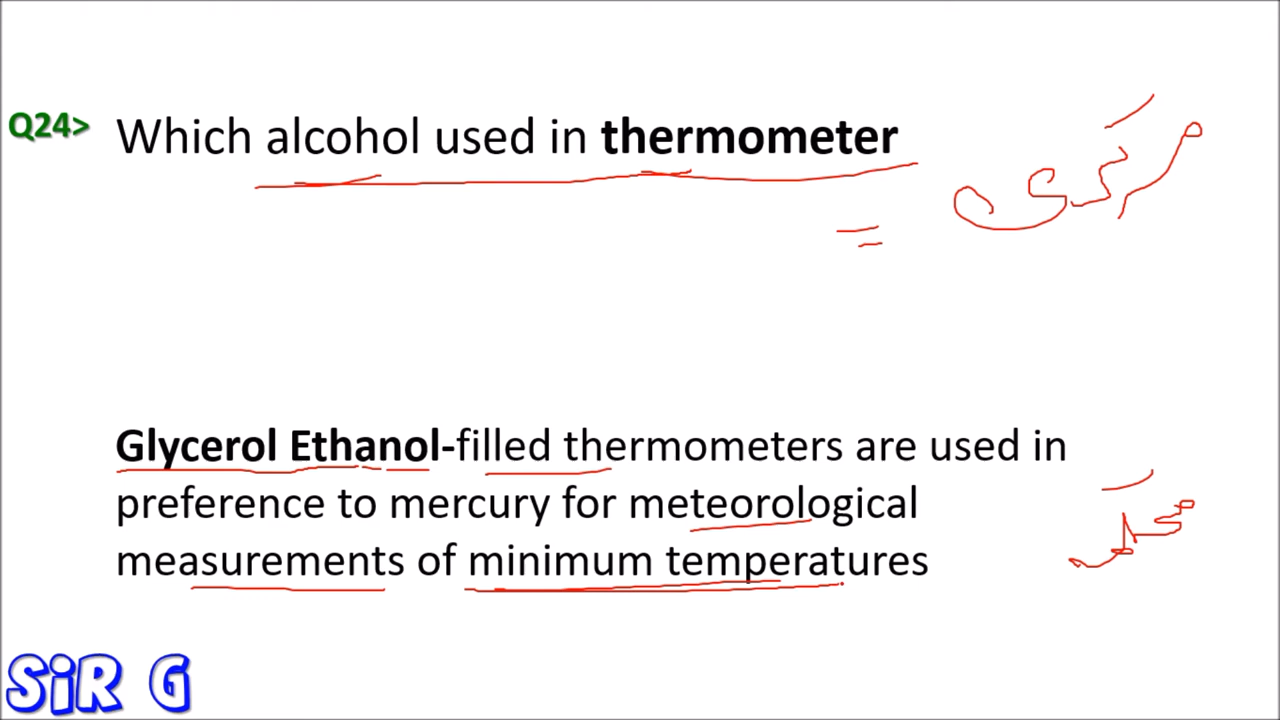 Q24> Which alcohol used in thermometer
مرکری
Glycerol Ethanol-filled thermometers are used in
preference to mercury for meteorological
measurements of minimum temperatures
SiR G